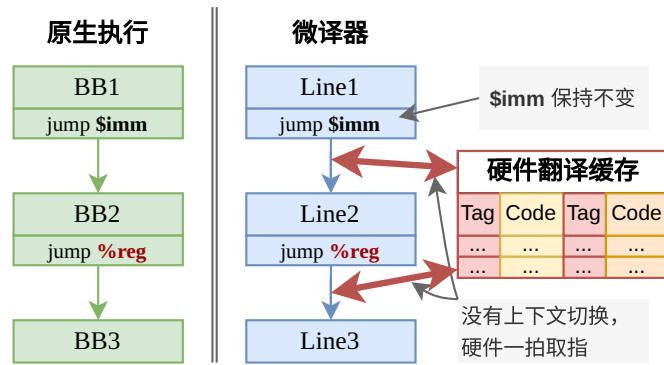 原生执行
BB1
jump $imm
BB2
jump %reg
BB3
微译器
Line1
jump $imm
Line2
jump %reg
Line3
$imm 保持不变
硬件翻译缓存
Tag Code Tag Code
... ... ... ...
... ... ... ...
没有上下文切换，
硬件一拍取指